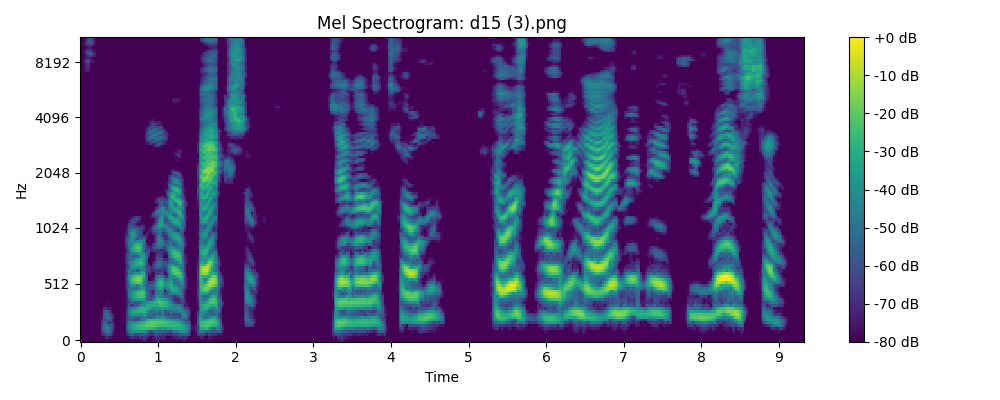 Mel Spectrogram: d15 (3).png
8192
4096
2048
1024
512
0
Hz
0 1 2 3 4 5 6 7 8 9
Time
+0 dB
-10 dB
-20 dB
-30 dB
-40 dB
-50 dB
-60 dB
-70 dB
-80 dB